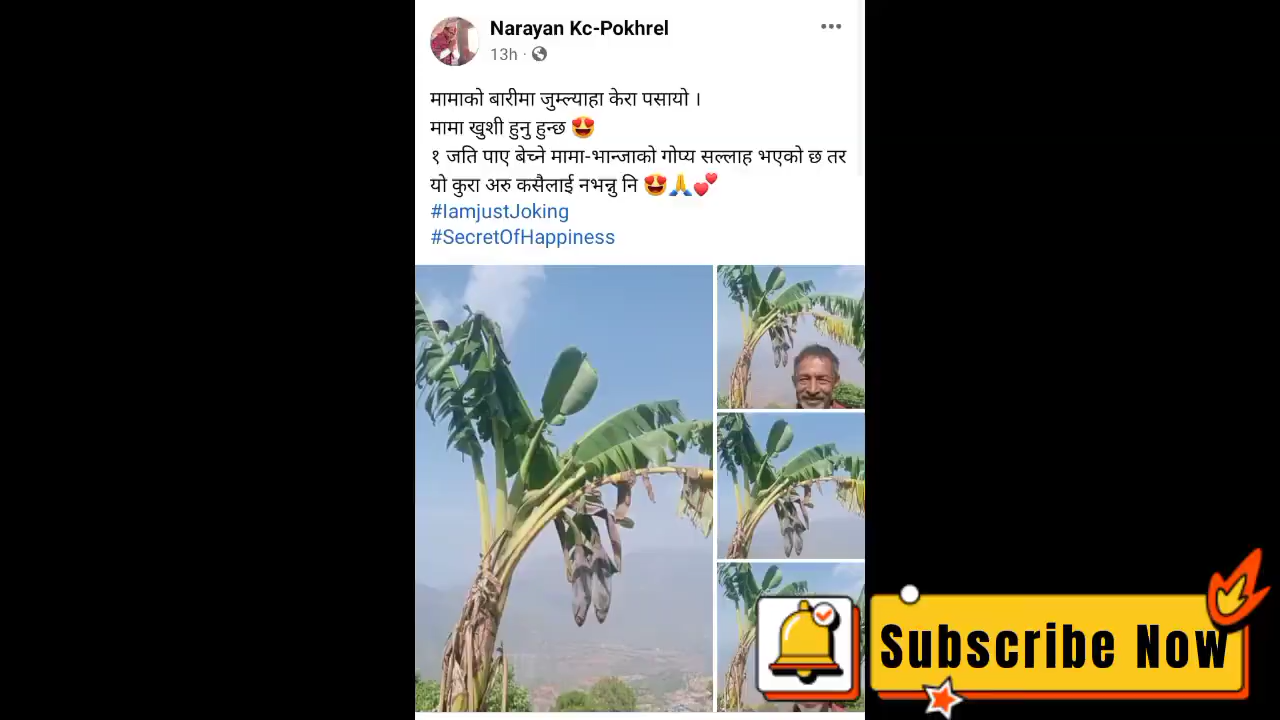 Narayan Kc-Pokhrel
13h ·
मामाको बारीमा जुम्ल्याहा केरा पसायो ।
मामा खुशी हुनु हुन्छ 😍
१ जति पाए बेच्ने मामा-भान्जाको गोप्य सल्लाह भएको छ तर
यो कुरा अरु कसैलाई नभन्नु नि 😍🙏💕
#IamjustJoking
#SecretOfHappiness
Subscribe Now